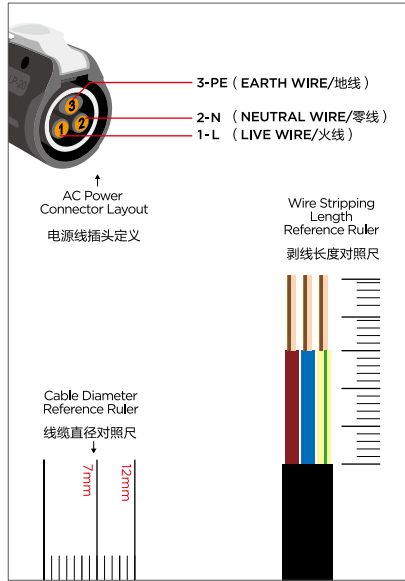 3-PE ( EARTH WIRE/地线 )
2-N ( NEUTRAL WIRE/零线 )
1-L ( LIVE WIRE/火线 )
3
1
2
AC Power
Connector Layout
电源线插头定义
Wire Stripping
Length
Reference Ruler
剥线长度对照尺
Cable Diameter
Reference Ruler
线缆直径对照尺
7mm
12mm